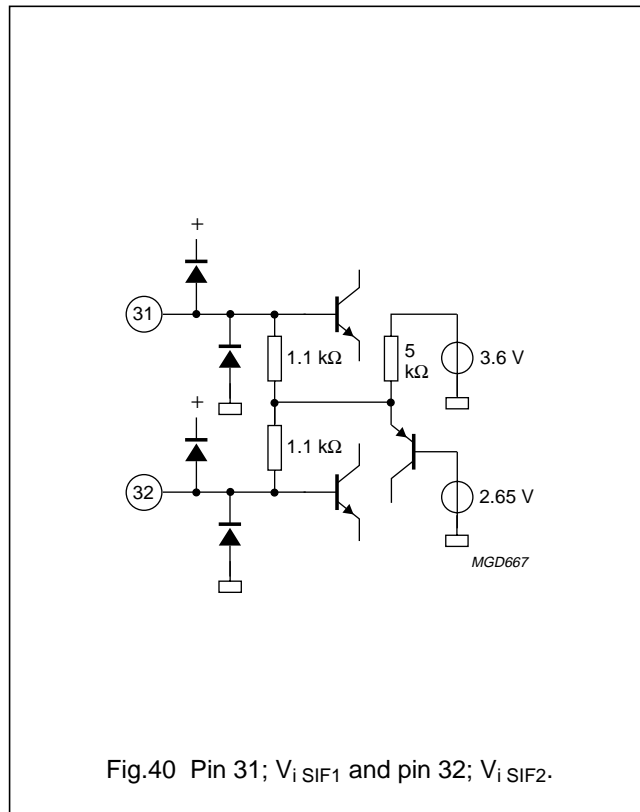 +
31
1.1 kΩ
5
kΩ
3.6 V
+
1.1 kΩ
32
2.65 V
MGD667
Fig.40 Pin 31; Vi SIF1 and pin 32; Vi SIF2.